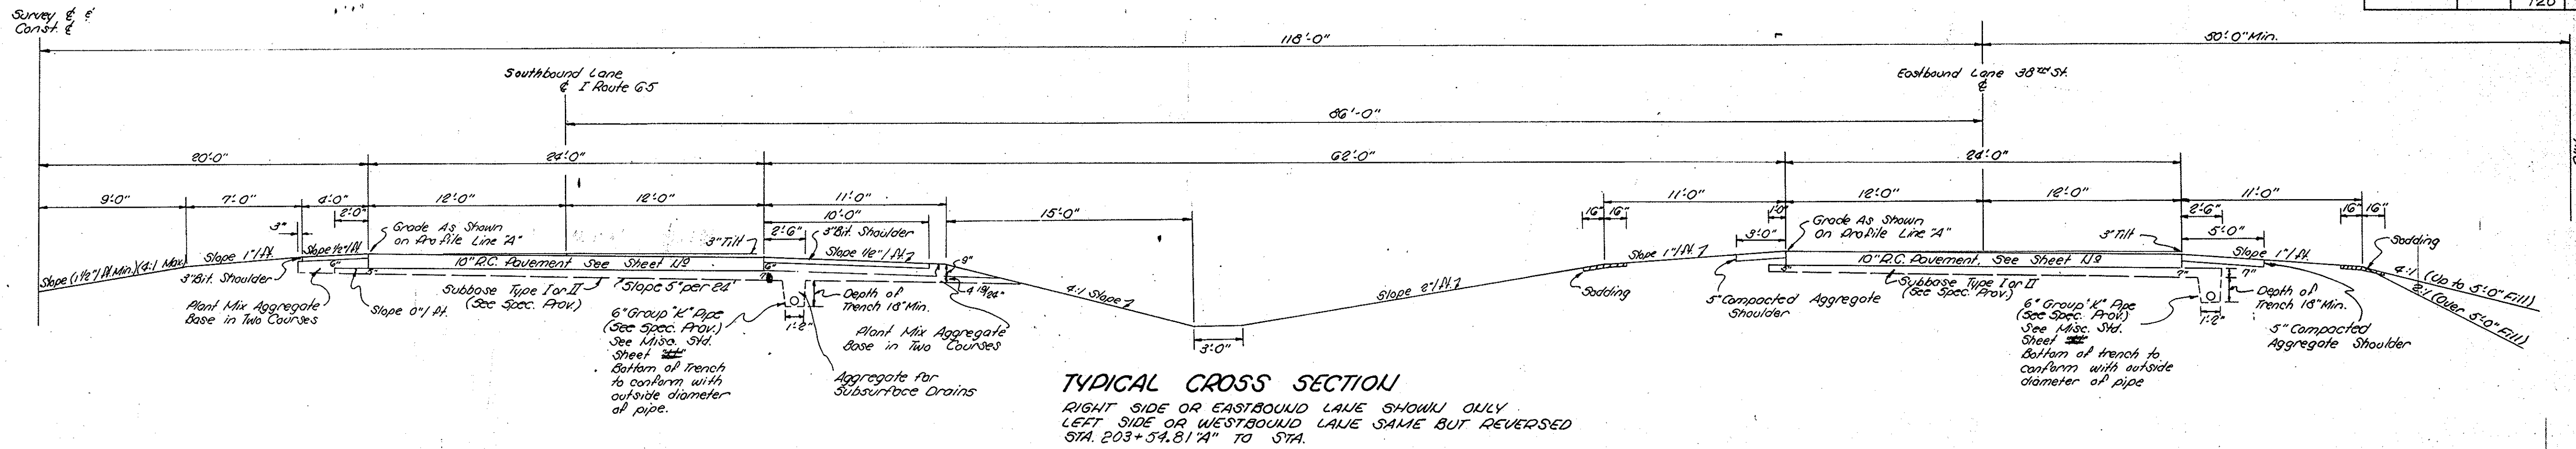 Survey ℄ &
Const. ℄
120
118'-0"
50'-0" Min.
Southbound Lane
℄ I Route 65
Eastbound Lane 38th St.
℄
86'-0"
20'-0"
24'-0"
62'-0"
24'-0"
9'-0"
7'-0"
4'-0"
12'-0"
12'-0"
11'-0"
11'-0"
12'-0"
12'-0"
11'-0"
2'-0"
10'-0"
15'-0"
16" 16"
1'-0"
2'-6"
16" 16"
3"
Grade As Shown
on Profile Line "A"
3" Tilt
2'-6"
3" Bit. Shoulder
3'-0"
Grade As Shown
on Profile Line "A"
3" Tilt
5'-0"
Sodding
Slope (1½"/ft Min)(4:1 Max)
Slope 1"/ft.
Slope ½"/ft
Slope 1/2"/ft.
Slope 1"/ft.
Slope 1"/ft.
3" Bit. Shoulder
6"
10" R.C. Pavement See Sheet No
6"
9"
10" R.C. Pavement, See Sheet No
7"
7"
4:1 (Up to 5'-0" Fill)
2:1 (Over 5'-0" Fill)
Plant Mix Aggregate
Base in Two Courses
Slope 0"/ft.
Subbase Type I or II
(See Spec. Prov.)
Slope 5" per 24'
Depth of
Trench 18" Min.
4:1 Slope
Slope 2"/ft.
Sodding
5" Compacted Aggregate
Shoulder
Subbase Type I or II
(See Spec. Prov.)
Depth of
Trench 18" Min.
6" Group "K" Pipe
(See Spec. Prov.)
See Misc. Std.
Sheet
Bottom of Trench
to conform with
outside diameter
of pipe.
1'-2"
Plant Mix Aggregate
Base in Two Courses
Aggregate for
Subsurface Drains
3'-0"
6" Group "K" Pipe
(See Spec. Prov.)
See Misc. Std.
Sheet
Bottom of trench to
conform with outside
diameter of pipe
1'-2"
5" Compacted
Aggregate Shoulder
TYPICAL CROSS SECTION
RIGHT SIDE OR EASTBOUND LANE SHOWN ONLY
LEFT SIDE OR WESTBOUND LANE SAME BUT REVERSED
STA. 203+54.81 "A" TO STA.